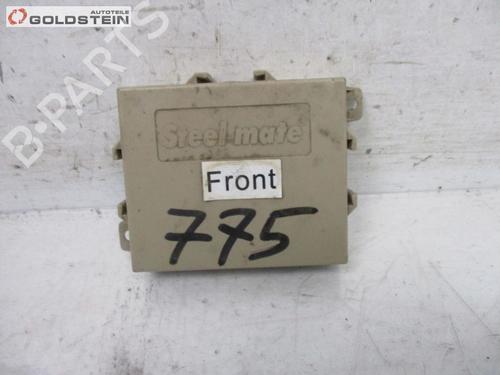 AUTOTEILE
GOLDSTEIN
B-PARTS
Steel-mate
Front
775